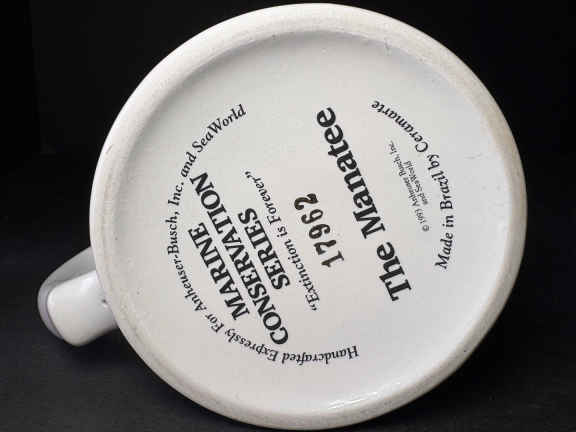 Handcrafted Expressly For Anheuser-Busch, Inc. and SeaWorld
MARINE
CONSERVATION
SERIES
"Extinction is Forever"
17962
The Manatee
© 1993 Anheuser Busch, Inc.
and SeaWorld
Made in Brazil by Ceramarte